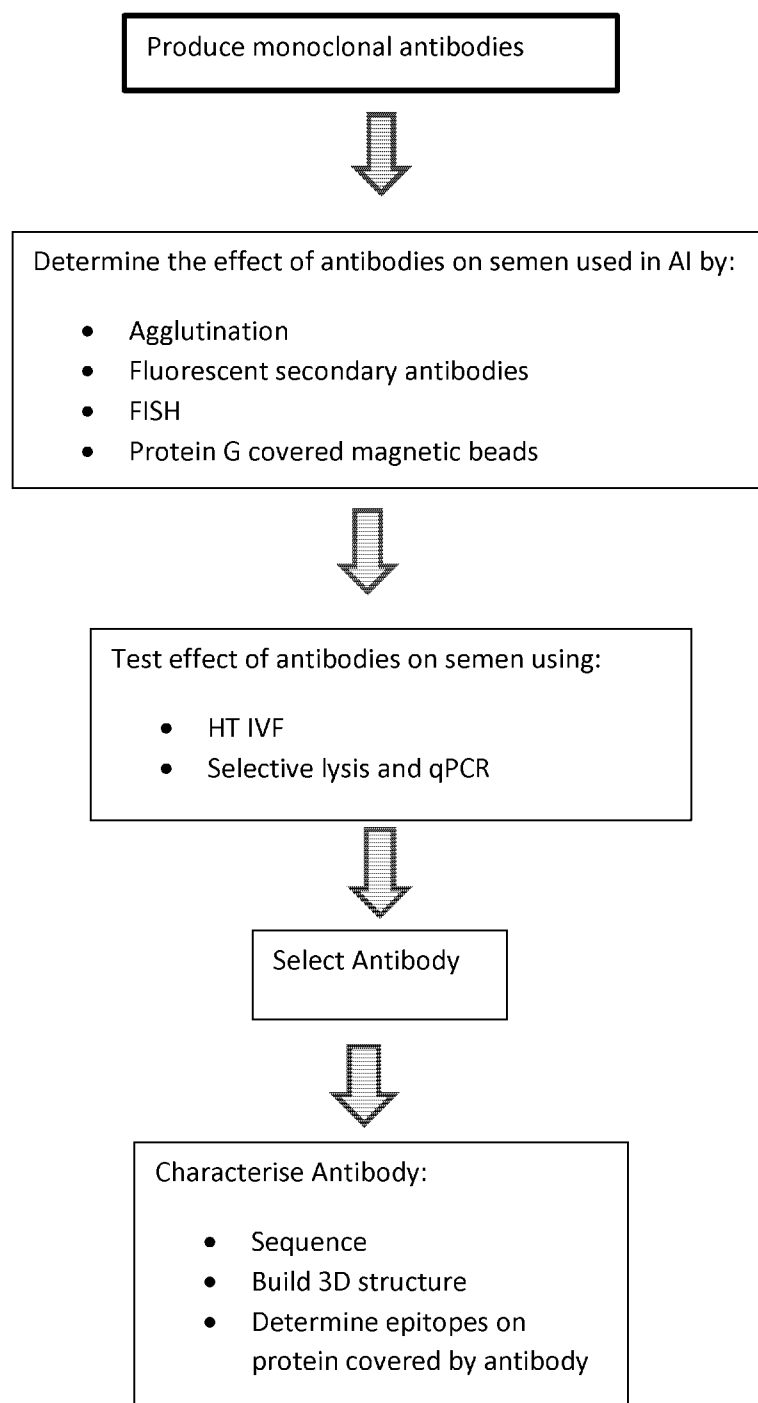 Produce monoclonal antibodies
Determine the effect of antibodies on semen used in AI by:
• Agglutination
• Fluorescent secondary antibodies
• FISH
• Protein G covered magnetic beads
Test effect of antibodies on semen using:
• HT IVF
• Selective lysis and qPCR
Select Antibody
Characterise Antibody:
• Sequence
• Build 3D structure
• Determine epitopes on
protein covered by antibody